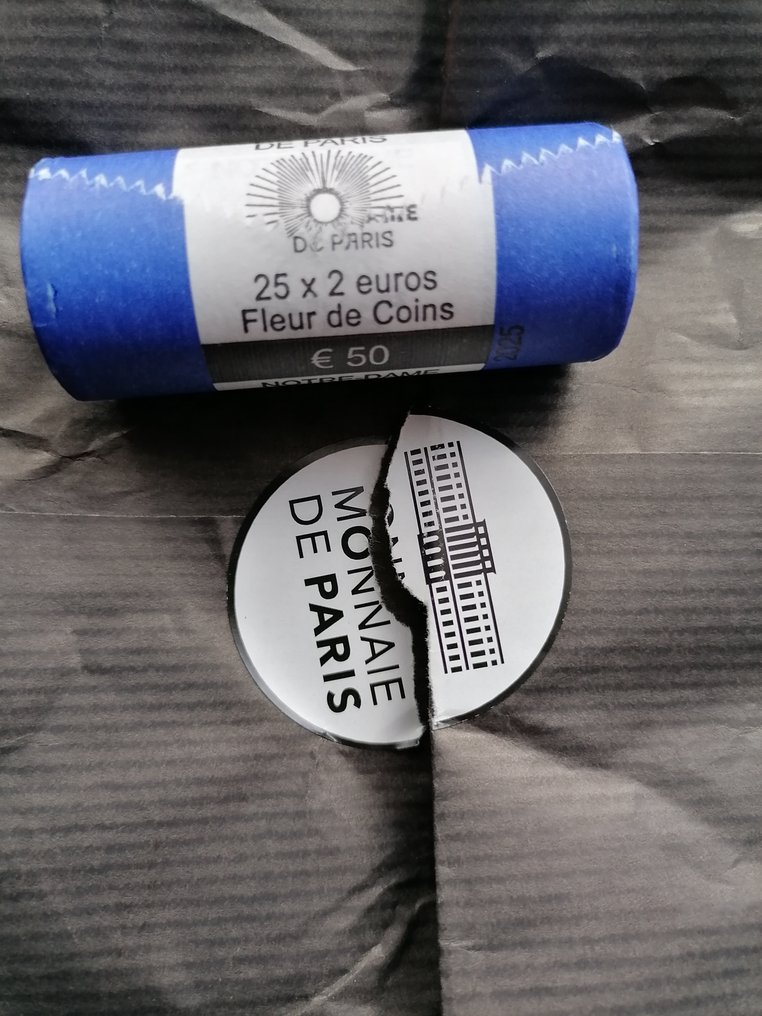 DE PARIS
DE PARIS
25 x 2 euros
Fleur de Coins
€ 50
NOTRE-DAME
2025
MONNAIE
DE PARIS